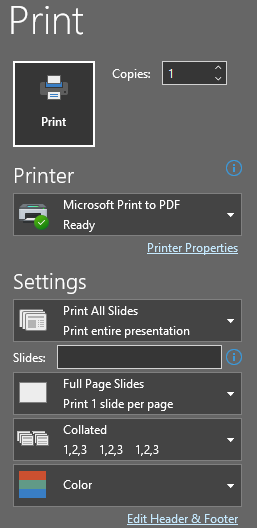 Print
Copies: 1
Print
Printer
Microsoft Print to PDF
Ready
Printer Properties
Settings
Print All Slides
Print entire presentation
Slides:
Full Page Slides
Print 1 slide per page
Collated
1,2,3 1,2,3 1,2,3
Color
Edit Header & Footer